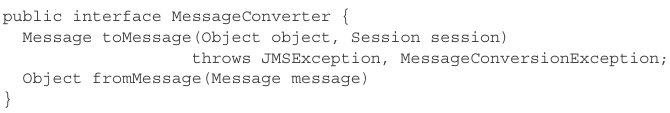 public interface MessageConverter {
  Message toMessage(Object object, Session session)
                   throws JMSException, MessageConversionException;
  Object fromMessage(Message message)
}